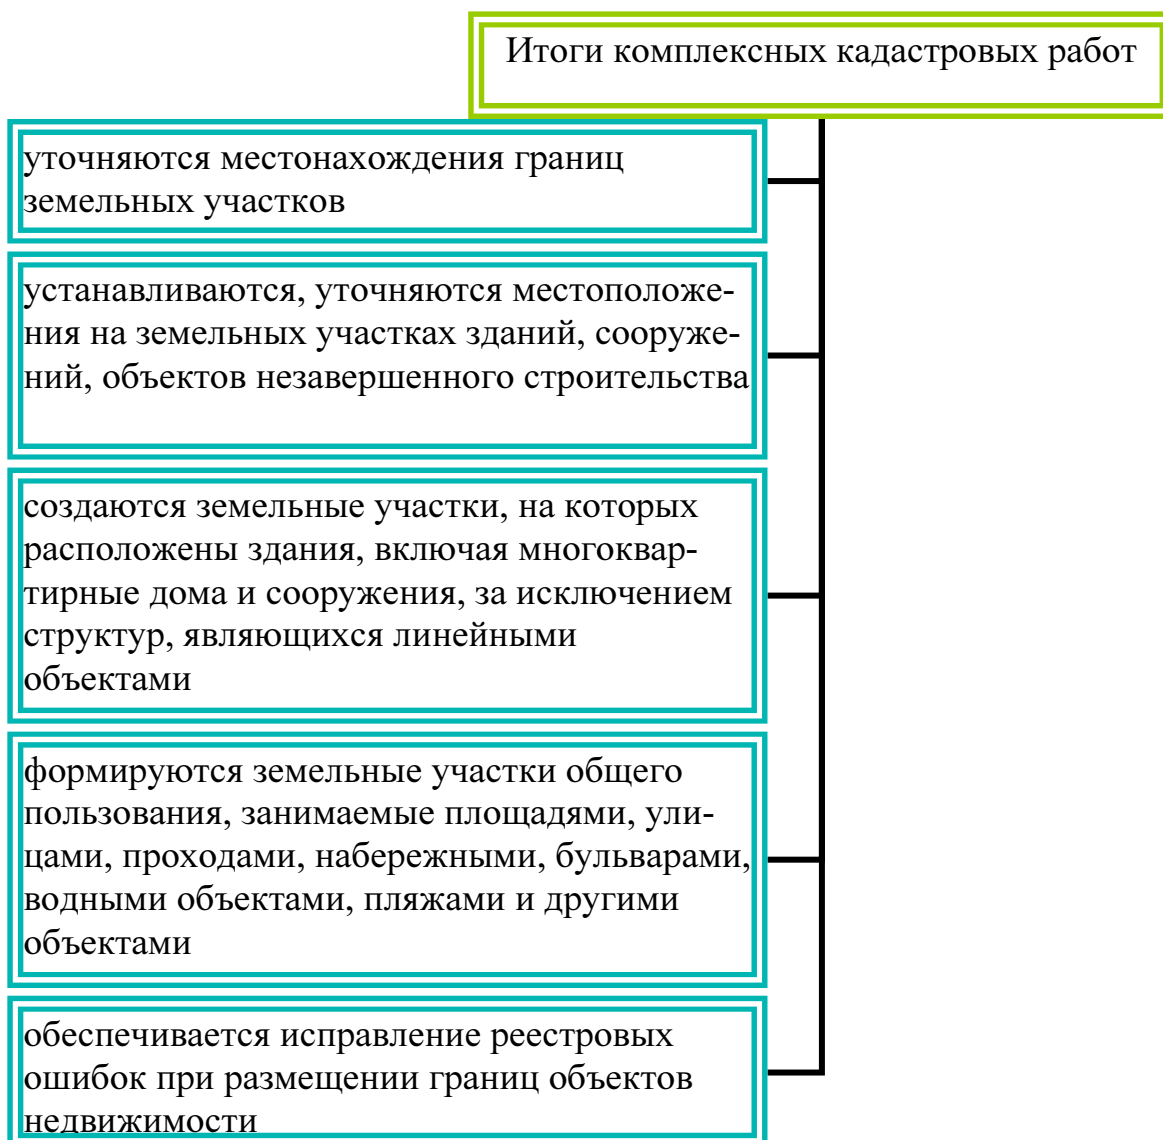 Итоги комплексных кадастровых работ
уточняются местонахождения границ
земельных участков
устанавливаются, уточняются местоположе-
ния на земельных участках зданий, сооруже-
ний, объектов незавершенного строительства
создаются земельные участки, на которых
расположены здания, включая многоквар-
тирные дома и сооружения, за исключением
структур, являющихся линейными
объектами
формируются земельные участки общего
пользования, занимаемые площадями, ули-
цами, проходами, набережными, бульварами,
водными объектами, пляжами и другими
объектами
обеспечивается исправление реестровых
ошибок при размещении границ объектов
недвижимости